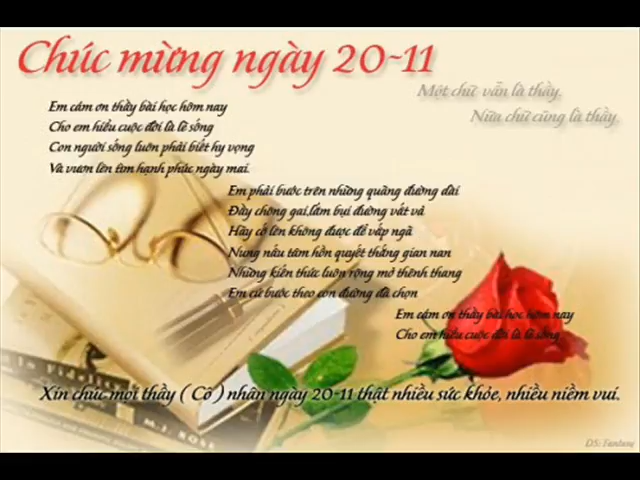 Chúc mừng ngày 20-11
Một chữ vẫn là thầy.
Nửa chữ cũng là thầy.
Em cám ơn thầy bài học hôm nay
Cho em hiểu cuộc đời là lẽ sống
Con người sống luôn phải biết hy vọng
Và vươn lên tìm hạnh phúc ngày mai.
Em phải bước trên những quãng đường dài
Đầy chông gai,lắm bụi đường vất vả
Hãy cố lên không được để vấp ngã
Nung nấu tâm hồn quyết thắng gian nan
Những kiến thức luôn rộng mở thênh thang
Em cứ bước theo con đường đã chọn
Em cám ơn thầy bài học hôm nay
Cho em hiểu cuộc đời là lẽ sống
Xin chúc mọi thầy ( Cô ) nhân ngày 20-11 thật nhiều sức khỏe, nhiều niềm vui.
M.J. ROSE